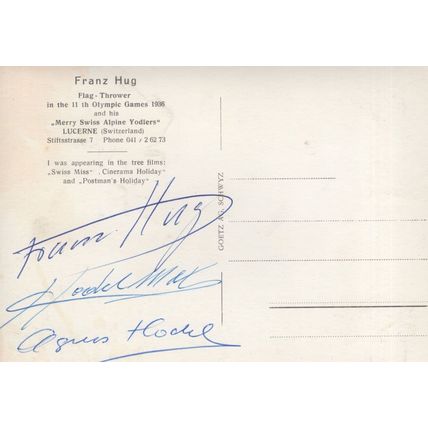 Franz Hug
Flag - Thrower
in the 11 th Olympic Games 1936
and his
„Merry Swiss Alpine Yodlers"
LUCERNE (Switzerland)
Stiftsstrasse 7 Phone 041 / 2 62 73
I was appearing in the tree films:
„Swiss Miss" , Cinerama Holiday"
and „Postman's Holiday"
GOETZ AG. SCHWYZ
Franz Hug
Hodel
Agnes Hodel